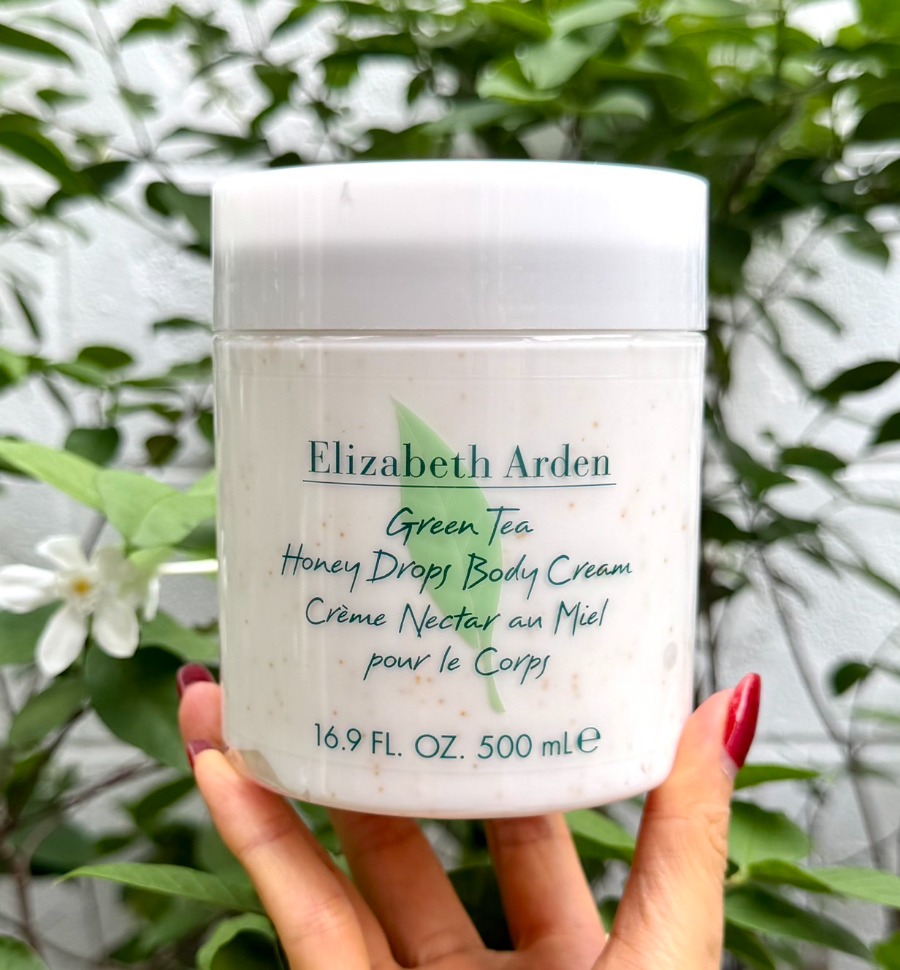 Elizabeth Arden
Green Tea
Honey Drops Body Cream
Crème Nectar au Miel
pour le Corps
16.9 FL. OZ. 500 mL ℮